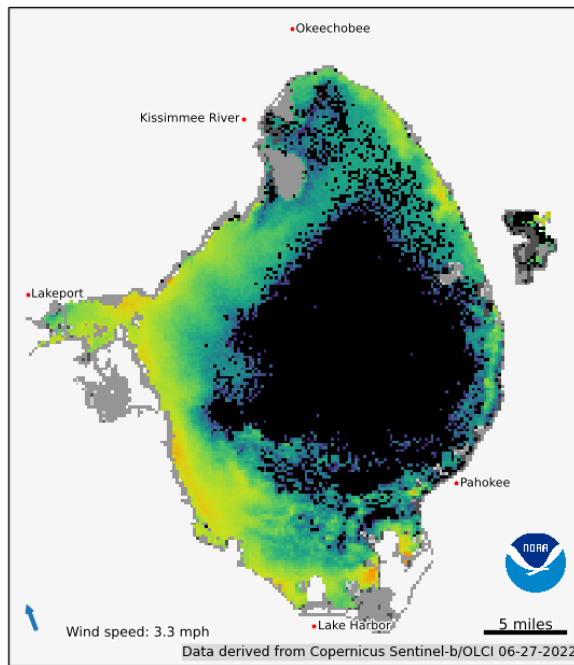 Okeechobee
Kissimmee River
Lakeport
Pahokee
NOAA
Wind speed: 3.3 mph
Lake Harbor
5 miles
Data derived from Copernicus Sentinel-b/OLCI 06-27-2022